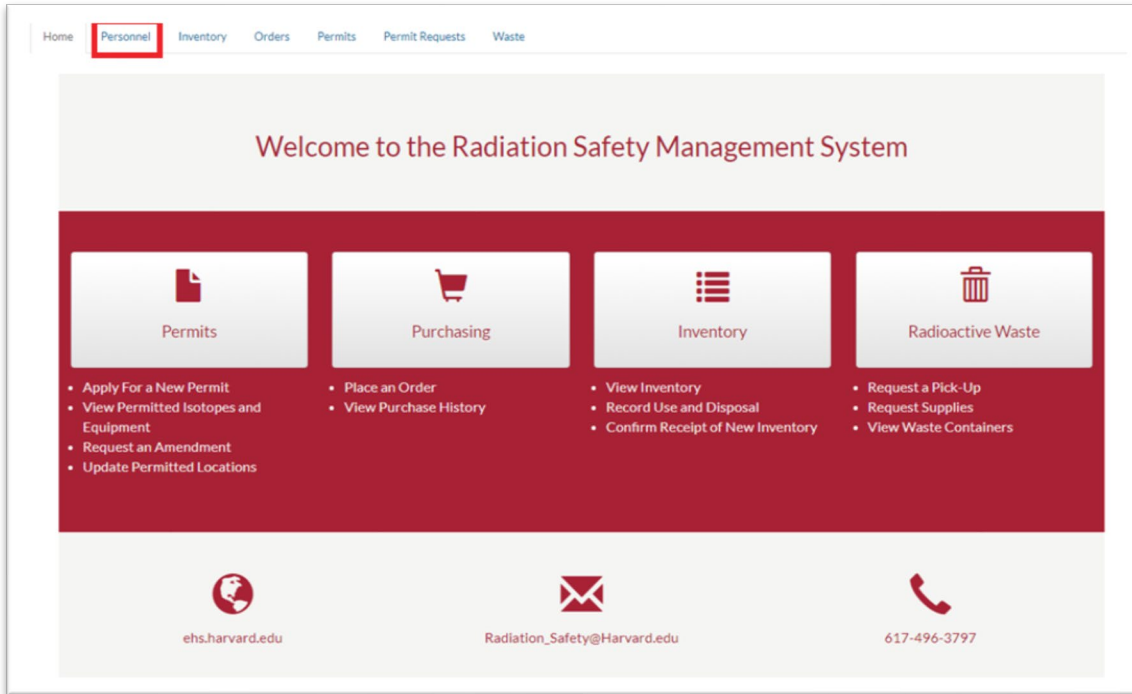 Home Personnel Inventory Orders Permits Permit Requests Waste
Welcome to the Radiation Safety Management System
Permits
Purchasing
Inventory
Radioactive Waste
• Apply For a New Permit
• View Permitted Isotopes and
Equipment
• Request an Amendment
• Update Permitted Locations
• Place an Order
• View Purchase History
• View Inventory
• Record Use and Disposal
• Confirm Receipt of New Inventory
• Request a Pick-Up
• Request Supplies
• View Waste Containers
ehs.harvard.edu
Radiation_Safety@Harvard.edu
617-496-3797